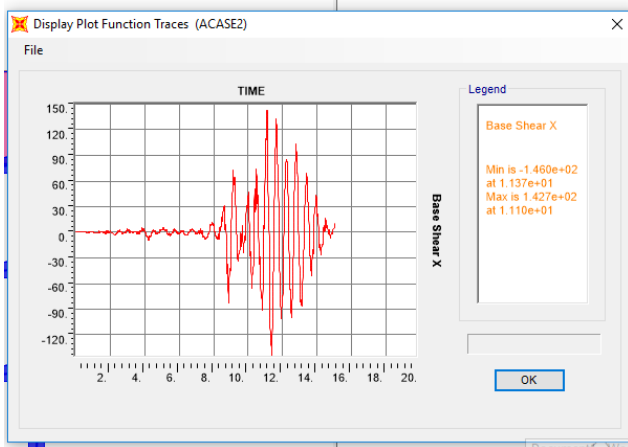 Display Plot Function Traces (ACASE2)
File
TIME
Legend
150.
120.
90.
60.
30.
0.
-30.
-60.
-90.
-120.
Base Shear X
Base Shear X
Min is -1.460e+02
at 1.137e+01
Max is 1.427e+02
at 1.110e+01
2. 4. 6. 8. 10. 12. 14. 16. 18. 20.
OK